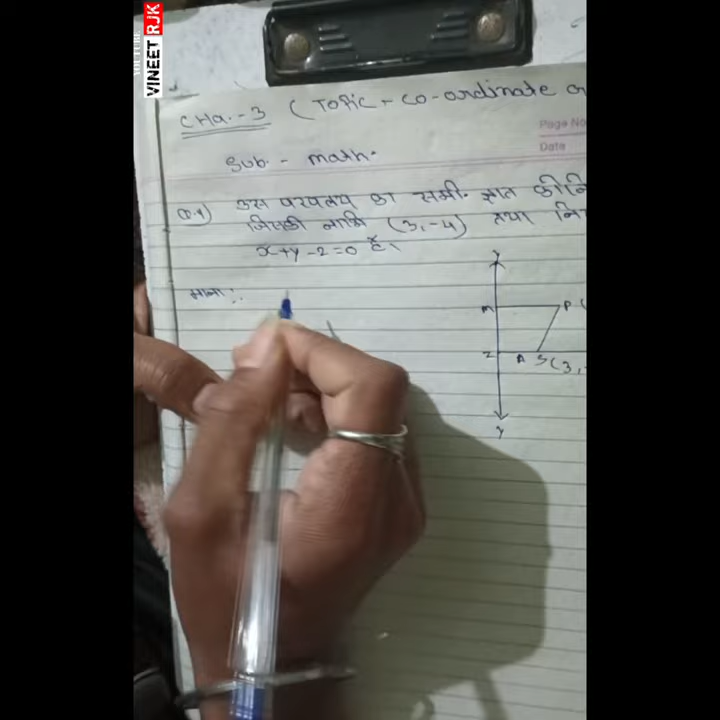 VINEET RJK
CHa. - 3 ( Topic - Co-ordinate
Page No
Date
Sub. - math.
Q.1) उस परवलय का समी. ज्ञात
जिसकी नाभि (3, -4) तथा
x+y-2=0 है।
माना :.
Y
M P
Z A S(3,
Y